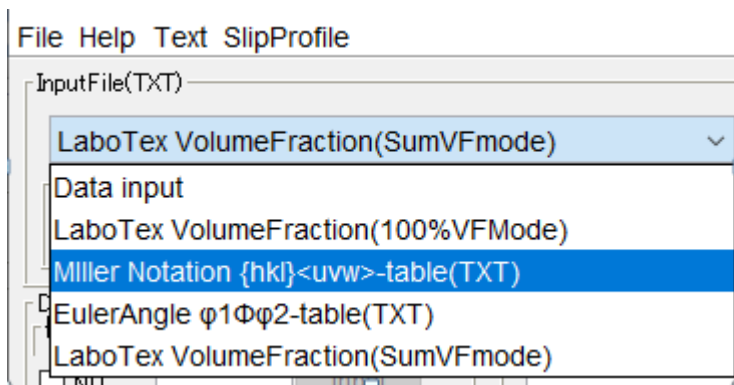 File Help Text SlipProfile
InputFile(TXT)
LaboTex VolumeFraction(SumVFmode)
Data input
LaboTex VolumeFraction(100%VFMode)
MIller Notation {hkl}<uvw>-table(TXT)
EulerAngle φ1Φφ2-table(TXT)
LaboTex VolumeFraction(SumVFmode)